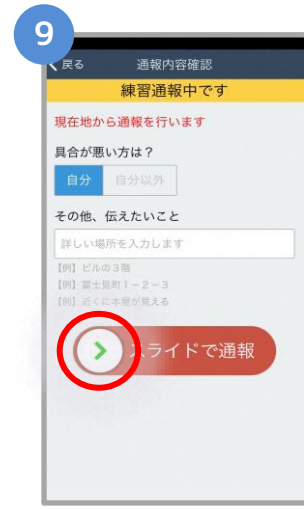 9
戻る 通報内容確認
練習通報中です
現在地から通報を行います
具合が悪い方は？
自分 自分以外
その他、伝えたいこと
詳しい場所を入力します
【例】ビルの３階
【例】富士見町１－２－３
【例】近くに本屋が見える
スライドで通報